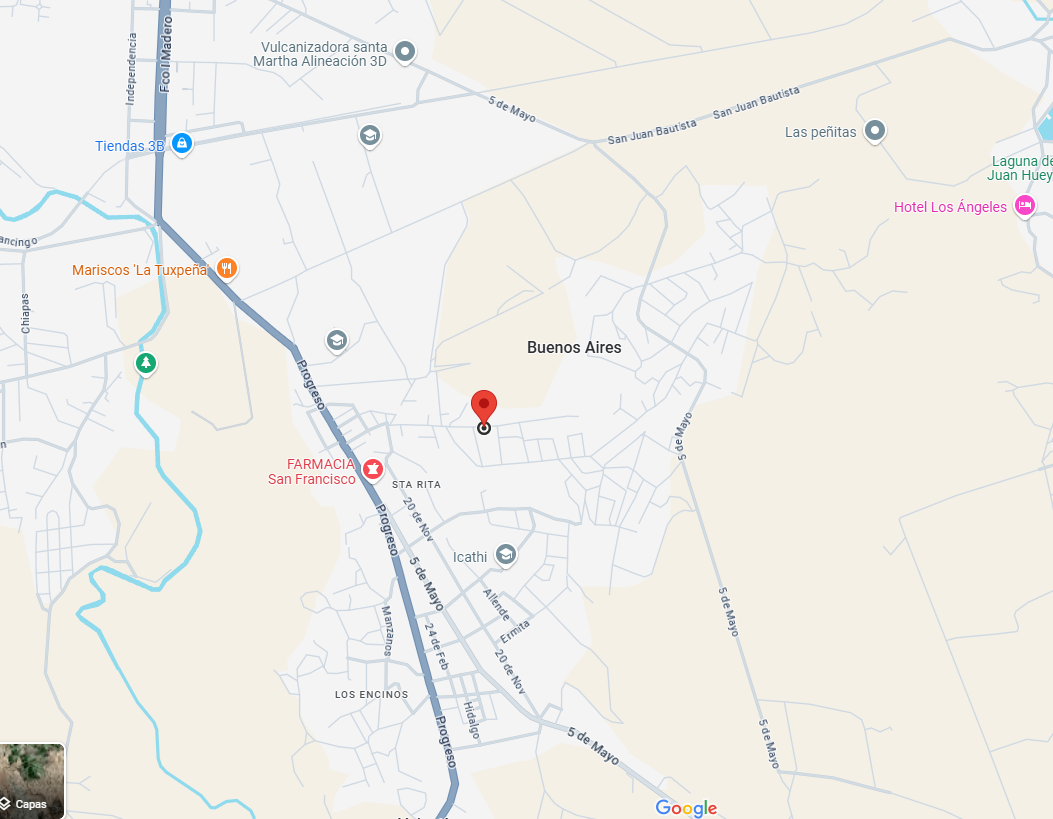 Fco I Madero
Independencia
Vulcanizadora santa
Martha Alineación 3D
5 de Mayo
San Juan Bautista
San Juan Bautista
Las peñitas
Tiendas 3B
Laguna de
Juan Huey
Hotel Los Ángeles
ancingo
Mariscos 'La Tuxpeña'
Chiapas
Buenos Aires
Progreso
5 de Mayo
FARMACIA
San Francisco
STA RITA
20 de Nov
Progreso
Icathi
5 de Mayo
Allende
5 de Mayo
Manzanos
24 de Feb
Ermita
20 de Nov
LOS ENCINOS
Hidalgo
Progreso
5 de Mayo
5 de Mayo
Capas
Google